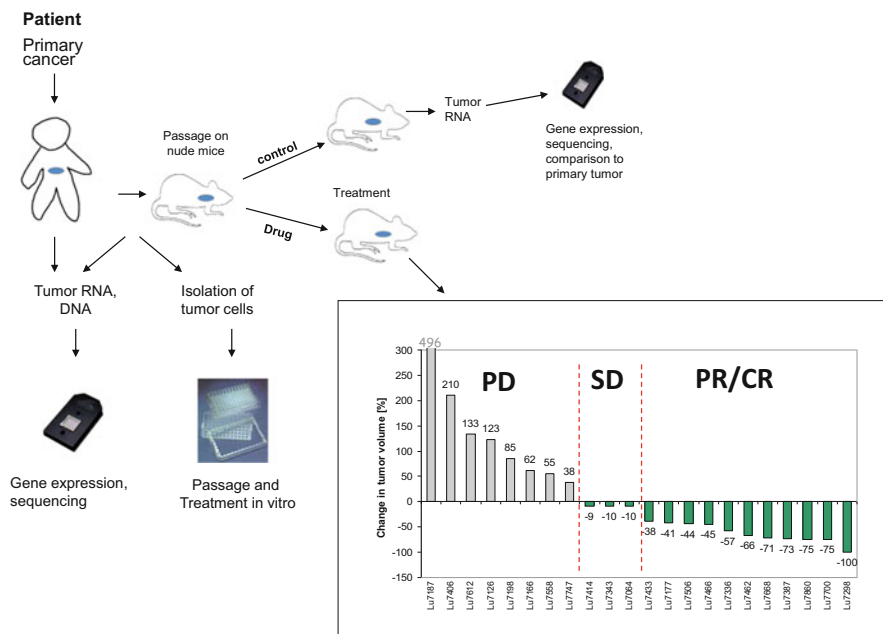 Patient
Primary
cancer
Passage on
nude mice
control
Drug
Tumor
RNA
Gene expression,
sequencing,
comparison to
primary tumor
Treatment
Tumor RNA,
DNA
Isolation of
tumor cells
Gene expression,
sequencing
Passage and
Treatment in vitro
Change in tumor volume [%]
300
250
200
150
100
50
0
-50
-100
-150
PD
SD
PR/CR
496
210
133
123
85
62
55
38
-9
-10
-10
-38
-41
-44
-45
-57
-66
-71
-73
-75
-75
-100
Lu7187
Lu7406
Lu7612
Lu7126
Lu7198
Lu7166
Lu7558
Lu7747
Lu7414
Lu7343
Lu7064
Lu7433
Lu7177
Lu7506
Lu7466
Lu7336
Lu7462
Lu7668
Lu7387
Lu7860
Lu7700
Lu7298